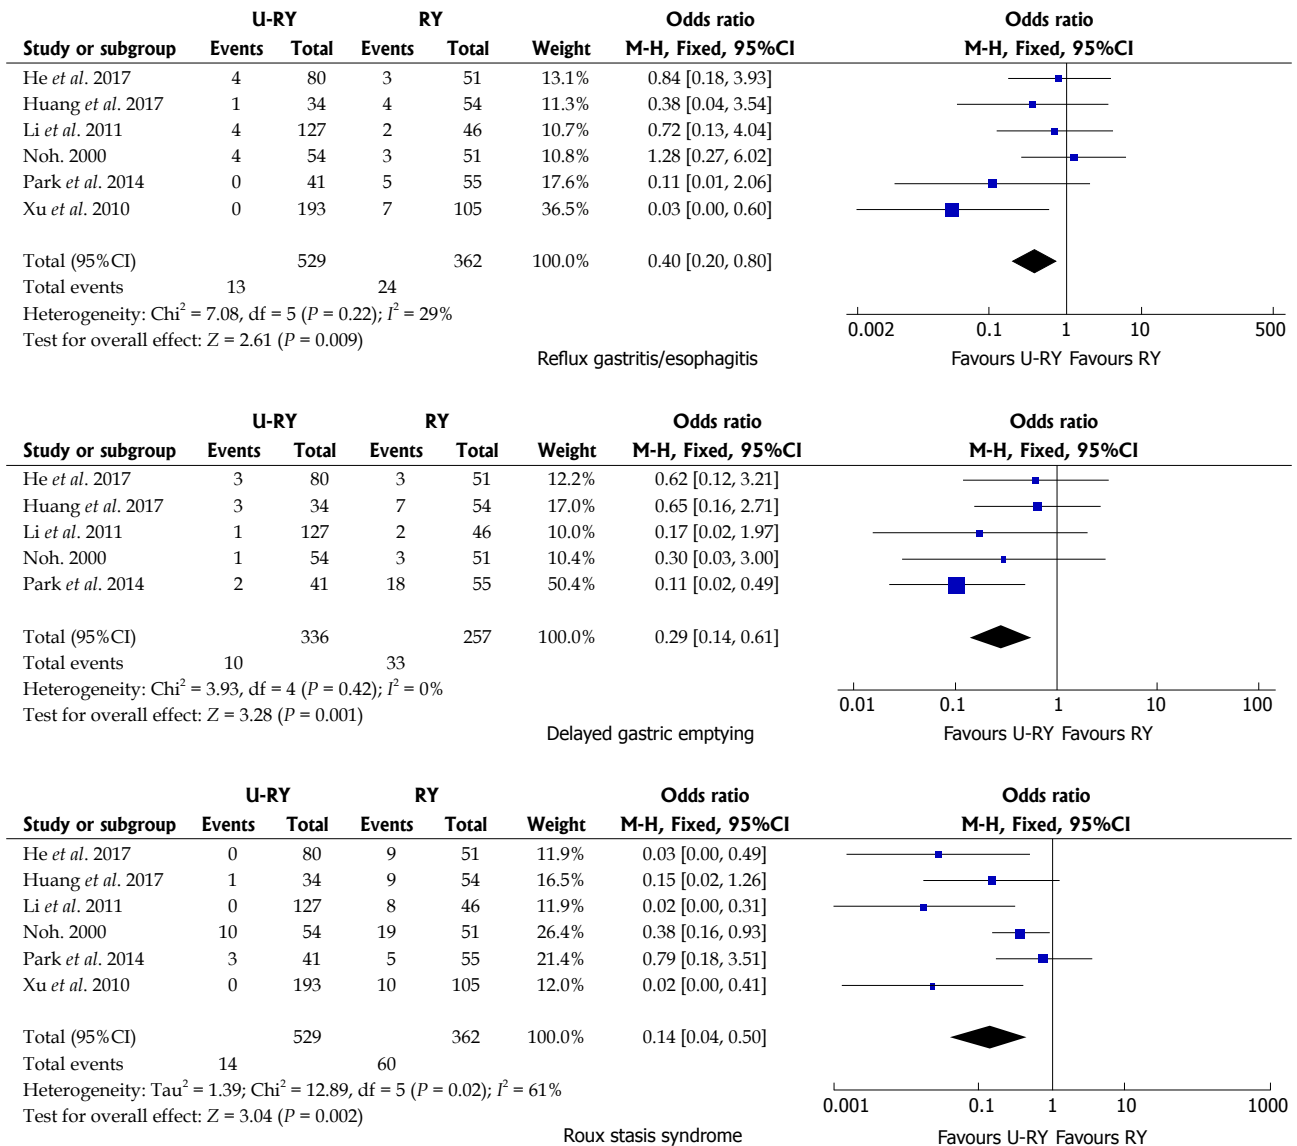 U-RY RY Odds ratio Odds ratio
Study or subgroup Events Total Events Total Weight M-H, Fixed, 95%CI M-H, Fixed, 95%CI
He et al. 2017 4 80 3 51 13.1% 0.84 [0.18, 3.93]
Huang et al. 2017 1 34 4 54 11.3% 0.38 [0.04, 3.54]
Li et al. 2011 4 127 2 46 10.7% 0.72 [0.13, 4.04]
Noh. 2000 4 54 3 51 10.8% 1.28 [0.27, 6.02]
Park et al. 2014 0 41 5 55 17.6% 0.11 [0.01, 2.06]
Xu et al. 2010 0 193 7 105 36.5% 0.03 [0.00, 0.60]
Total (95%CI) 529 362 100.0% 0.40 [0.20, 0.80]
Total events 13 24
Heterogeneity: Chi² = 7.08, df = 5 (P = 0.22); I² = 29%
Test for overall effect: Z = 2.61 (P = 0.009)
0.002 0.1 1 10 500
Reflux gastritis/esophagitis Favours U-RY Favours RY
U-RY RY Odds ratio Odds ratio
Study or subgroup Events Total Events Total Weight M-H, Fixed, 95%CI M-H, Fixed, 95%CI
He et al. 2017 3 80 3 51 12.2% 0.62 [0.12, 3.21]
Huang et al. 2017 3 34 7 54 17.0% 0.65 [0.16, 2.71]
Li et al. 2011 1 127 2 46 10.0% 0.17 [0.02, 1.97]
Noh. 2000 1 54 3 51 10.4% 0.30 [0.03, 3.00]
Park et al. 2014 2 41 18 55 50.4% 0.11 [0.02, 0.49]
Total (95%CI) 336 257 100.0% 0.29 [0.14, 0.61]
Total events 10 33
Heterogeneity: Chi² = 3.93, df = 4 (P = 0.42); I² = 0%
Test for overall effect: Z = 3.28 (P = 0.001)
0.01 0.1 1 10 100
Delayed gastric emptying Favours U-RY Favours RY
U-RY RY Odds ratio Odds ratio
Study or subgroup Events Total Events Total Weight M-H, Fixed, 95%CI M-H, Fixed, 95%CI
He et al. 2017 0 80 9 51 11.9% 0.03 [0.00, 0.49]
Huang et al. 2017 1 34 9 54 16.5% 0.15 [0.02, 1.26]
Li et al. 2011 0 127 8 46 11.9% 0.02 [0.00, 0.31]
Noh. 2000 10 54 19 51 26.4% 0.38 [0.16, 0.93]
Park et al. 2014 3 41 5 55 21.4% 0.79 [0.18, 3.51]
Xu et al. 2010 0 193 10 105 12.0% 0.02 [0.00, 0.41]
Total (95%CI) 529 362 100.0% 0.14 [0.04, 0.50]
Total events 14 60
Heterogeneity: Tau² = 1.39; Chi² = 12.89, df = 5 (P = 0.02); I² = 61%
Test for overall effect: Z = 3.04 (P = 0.002)
0.001 0.1 1 10 1000
Roux stasis syndrome Favours U-RY Favours RY